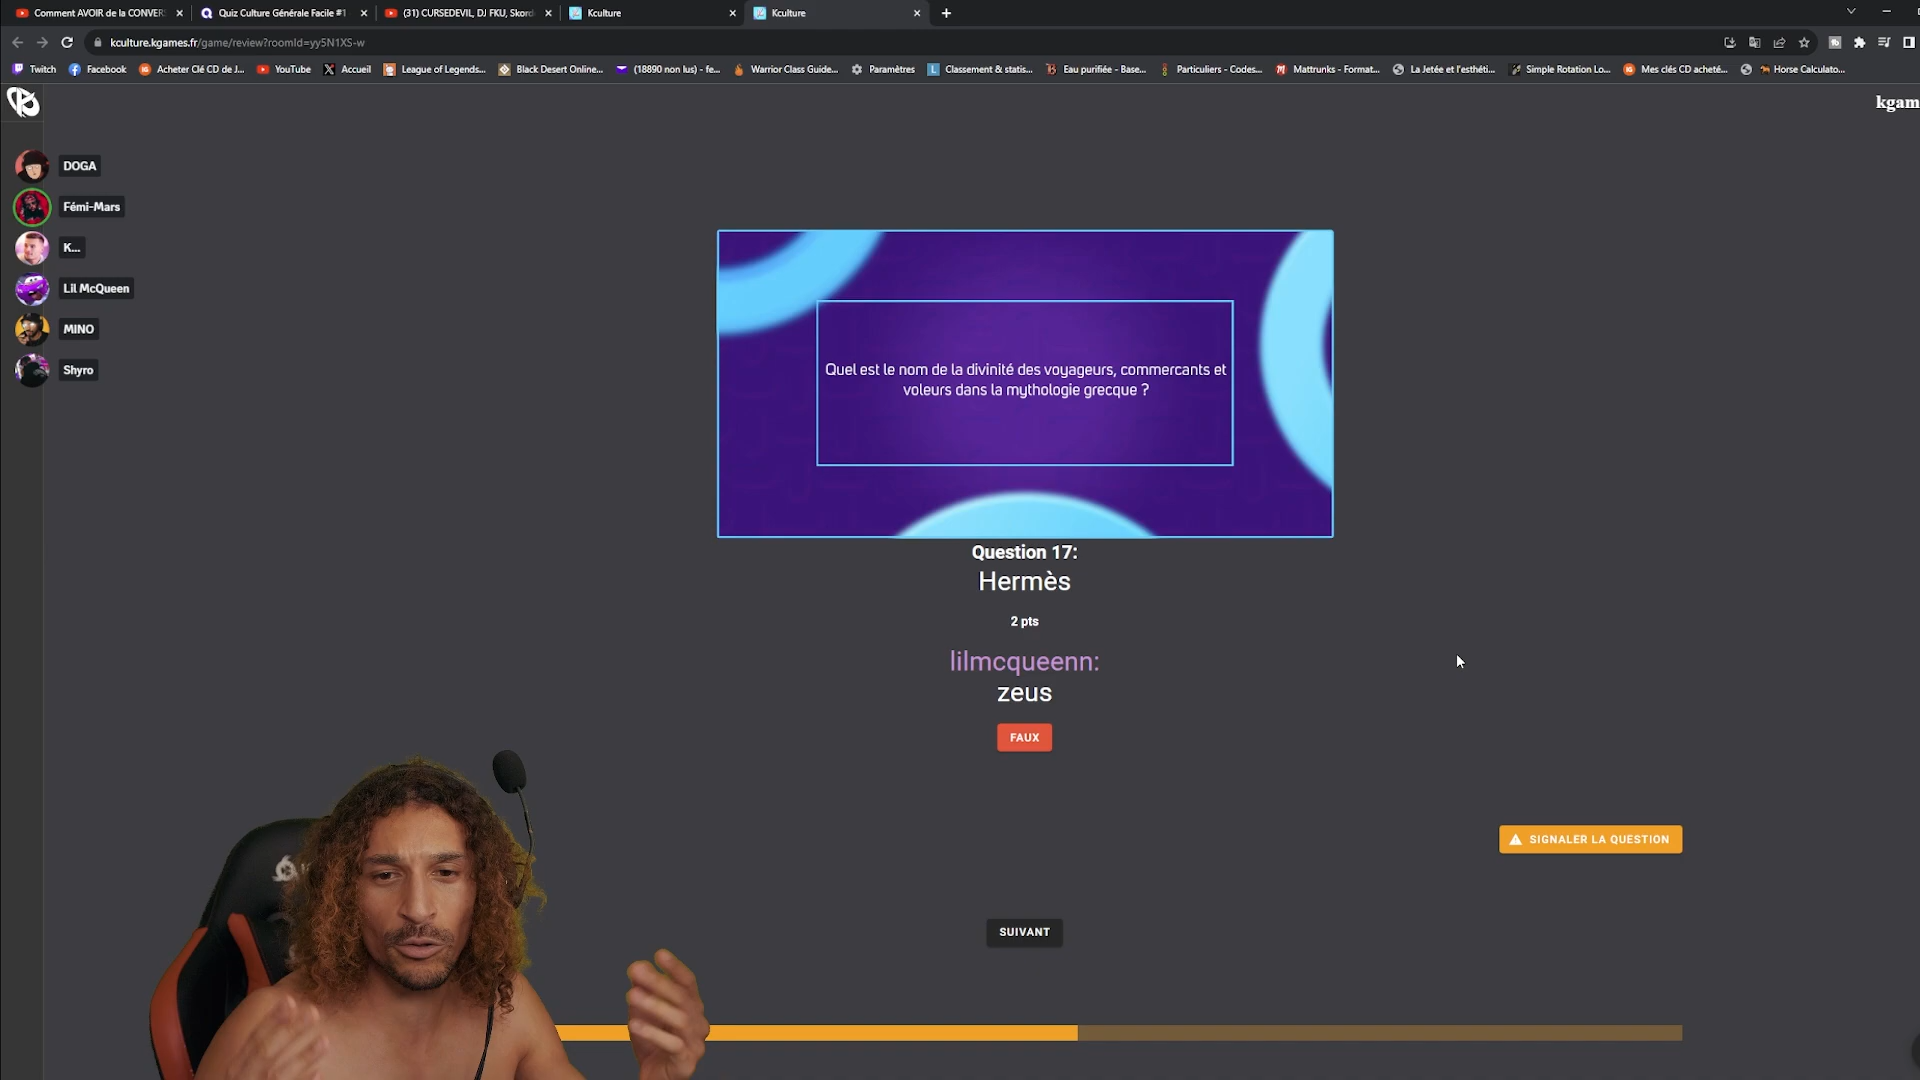 Comment AVOIR de la CONVER
Quiz Culture Générale Facile #1
(31) CURSEDEVIL, DJ FKU, Skord
Kculture
Kculture
kculture.kgames.fr/game/review?roomId=yy5N1XS-w
Twitch
Facebook
Acheter Clé CD de J...
YouTube
Accueil
League of Legends...
Black Desert Online...
(18890 non lus) - fe...
Warrior Class Guide...
Paramètres
Classement & statis...
Eau purifiée - Base...
Particuliers - Codes...
Mattrunks - Format...
La Jetée et l'esthéti...
Simple Rotation Lo...
Mes clés CD acheté...
Horse Calculato...
kgam
DOGA
Fémi-Mars
K...
Lil McQueen
MINO
Shyro
Quel est le nom de la divinité des voyageurs, commercants et
voleurs dans la mythologie grecque ?
Question 17:
Hermès
2 pts
lilmcqueenn:
zeus
FAUX
SIGNALER LA QUESTION
SUIVANT